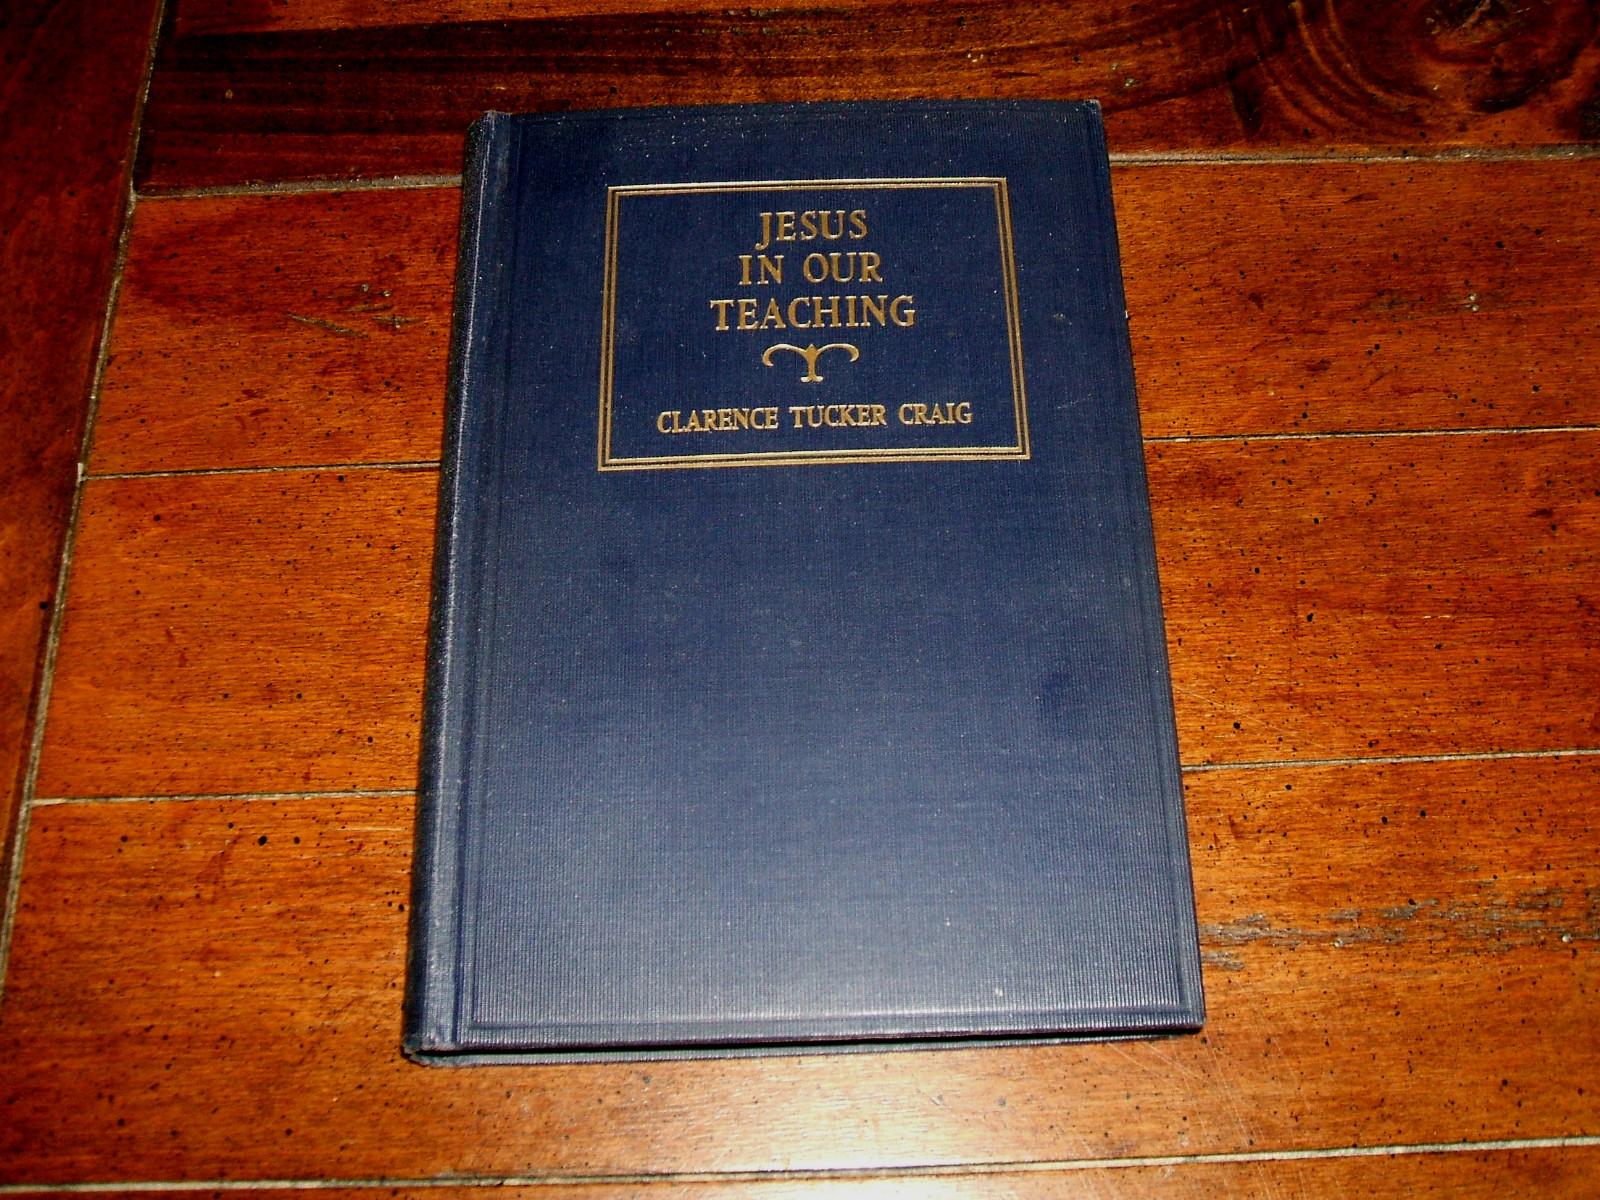 JESUS
IN OUR
TEACHING
CLARENCE TUCKER CRAIG